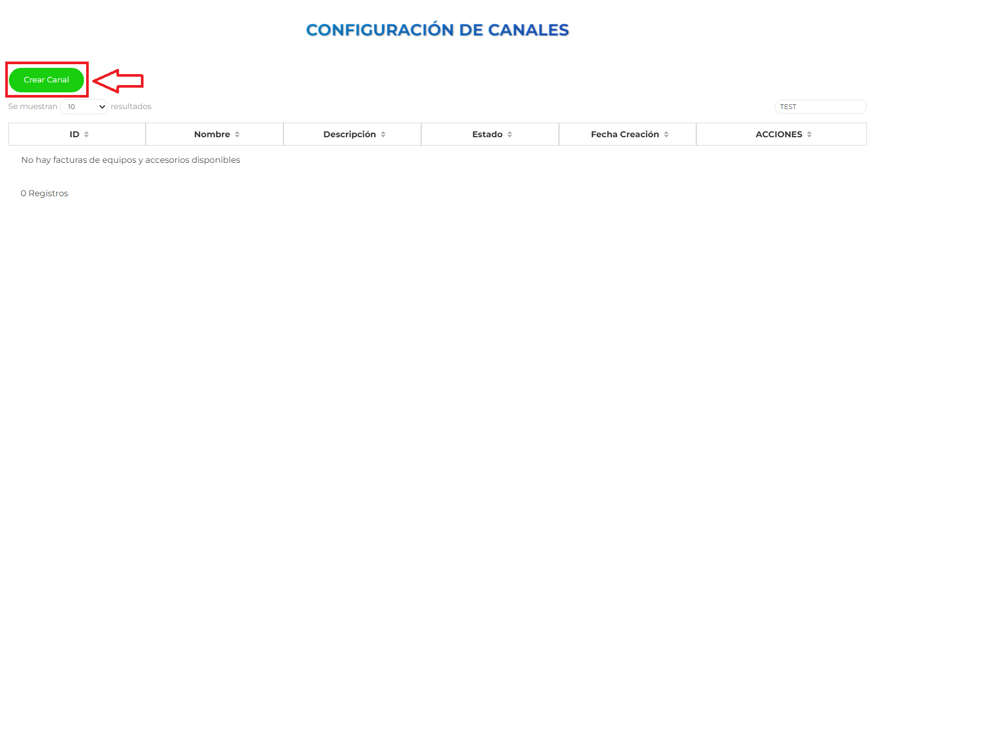 CONFIGURACIÓN DE CANALES
Crear Canal
Se muestran 10 resultados
TEST
ID Nombre Descripción Estado Fecha Creación ACCIONES
No hay facturas de equipos y accesorios disponibles
0 Registros